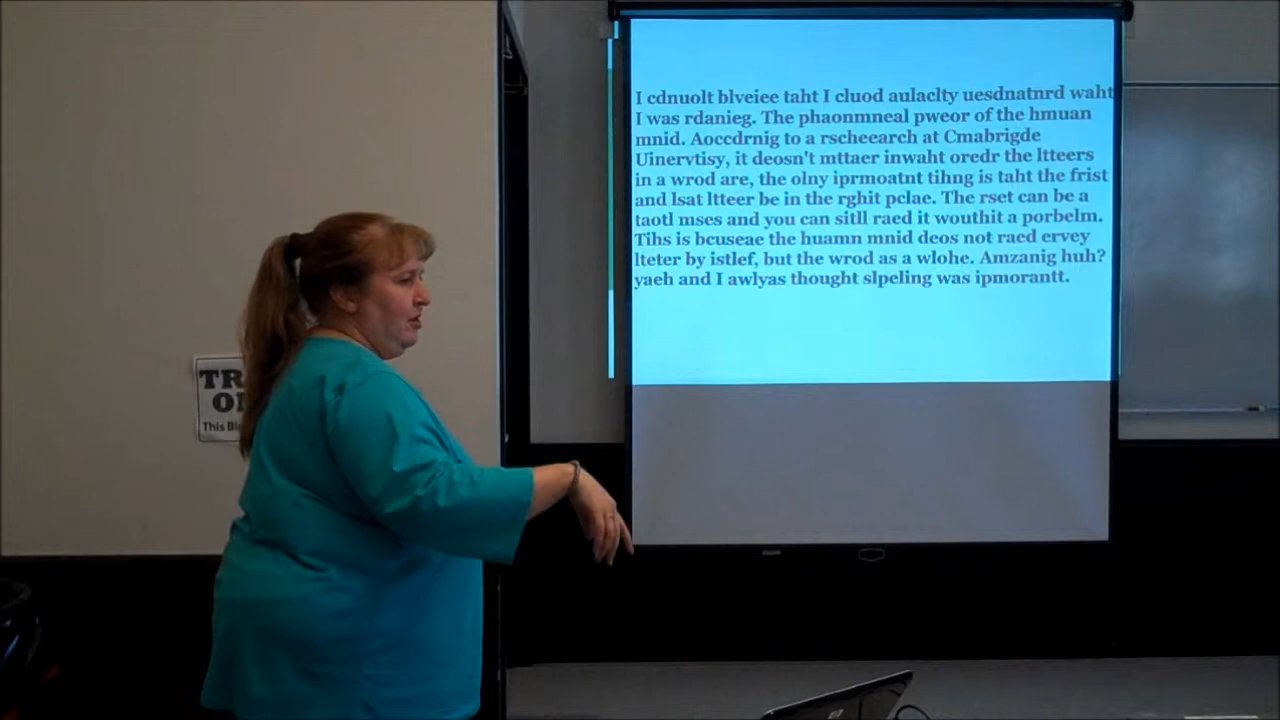 I cdnuolt blveiee taht I cluod aulaclty uesdnatnrd waht
I was rdanieg. The phaonmneal pweor of the hmuan
mnid. Aoccdrnig to a rscheearch at Cmabrigde
Uinervtisy, it deosn't mttaer inwaht oredr the ltteers
in a wrod are, the olny iprmoatnt tihng is taht the frist
and lsat ltteer be in the rghit pclae. The rset can be a
taotl mses and you can sitll raed it wouthit a porbelm.
Tihs is bcuseae the huamn mnid deos not raed ervey
lteter by istlef, but the wrod as a wlohe. Amzanig huh?
yaeh and I awlyas thought slpeling was ipmorantt.
TR
This